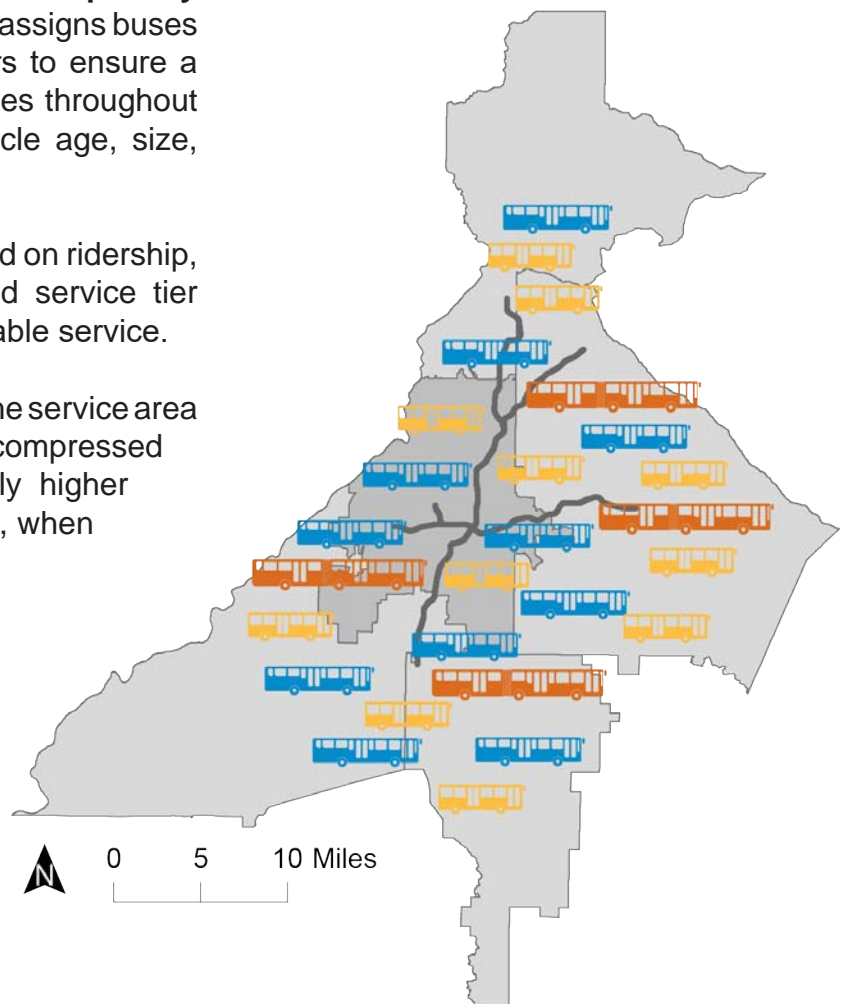 assigns buses
rs to ensure a
es throughout
cle age, size,
d on ridership,
d service tier
able service.
he service area
compressed
ly higher
, when
N
0 5 10 Miles